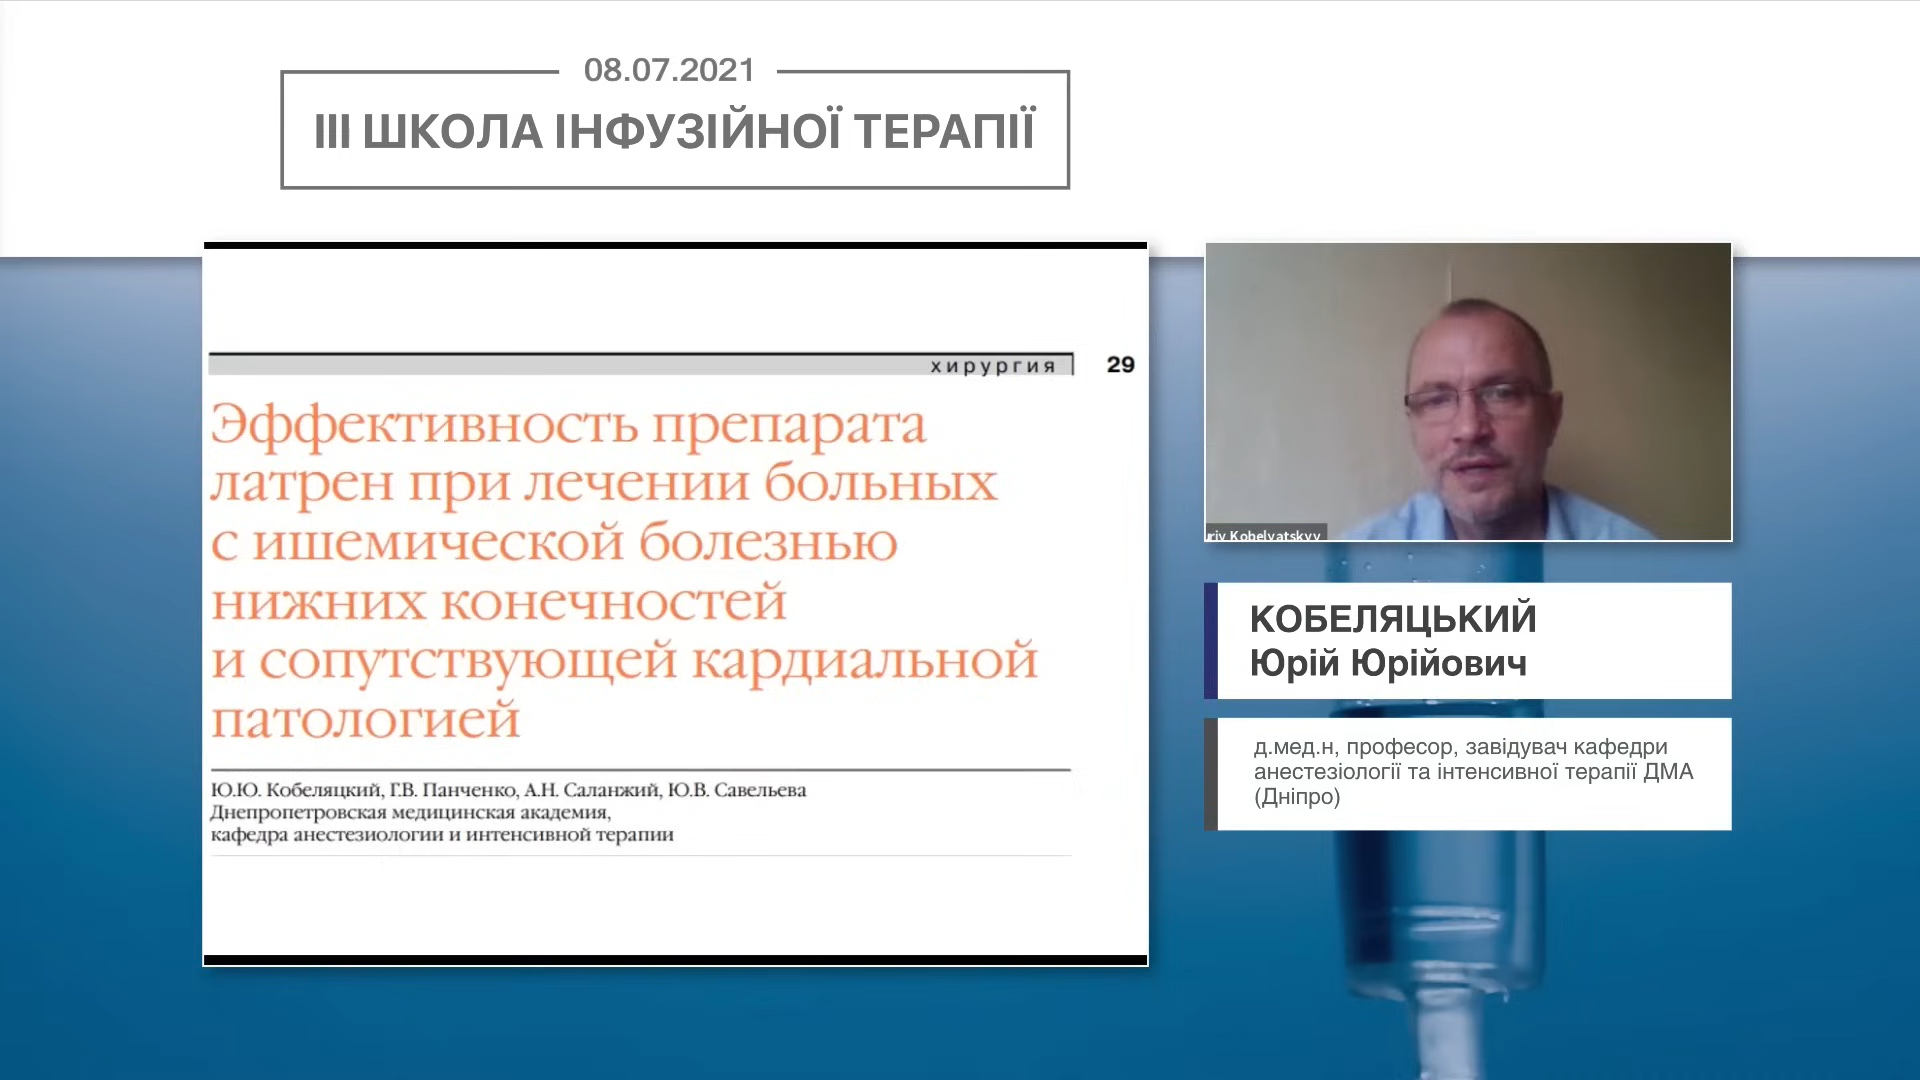 08.07.2021
III ШКОЛА ІНФУЗІЙНОЇ ТЕРАПІЇ
хирургия 29
Эффективность препарата
латрен при лечении больных
с ишемической болезнью
нижних конечностей
и сопутствующей кардиальной
патологией
Ю.Ю. Кобеляцкий, Г.В. Панченко, А.Н. Саланжий, Ю.В. Савельева
Днепропетровская медицинская академия,
кафедра анестезиологии и интенсивной терапии
riy Kobelyatskyy
КОБЕЛЯЦЬКИЙ
Юрій Юрійович
д.мед.н, професор, завідувач кафедри
анестезіології та інтенсивної терапії ДМА
(Дніпро)